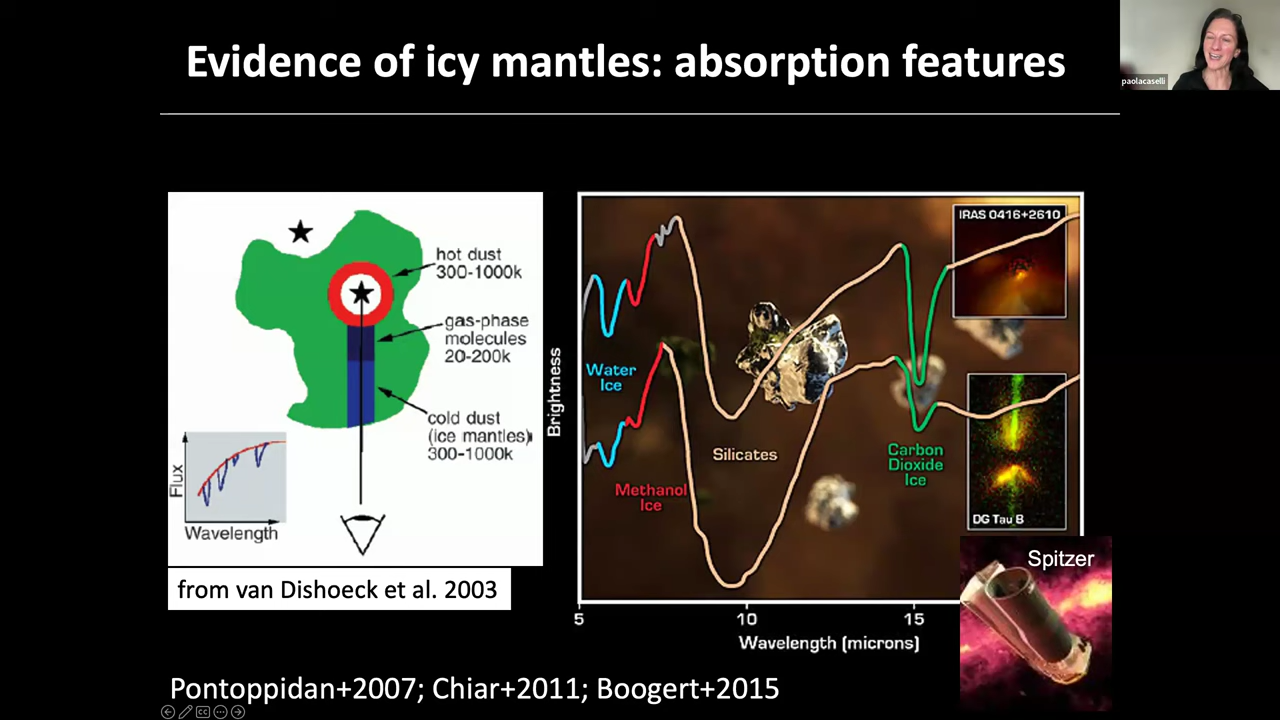 Evidence of icy mantles: absorption features
paolacaselli
hot dust
300-1000k
gas-phase
molecules
20-200k
cold dust
(ice mantles)
300-1000k
Flux
Wavelength
from van Dishoeck et al. 2003
Brightness
IRAS 0416+2610
Water
Ice
Silicates
Methanol
Ice
Carbon
Dioxide
Ice
DG Tau B
5
10
15
Wavelength (microns)
Spitzer
Pontoppidan+2007; Chiar+2011; Boogert+2015
CC